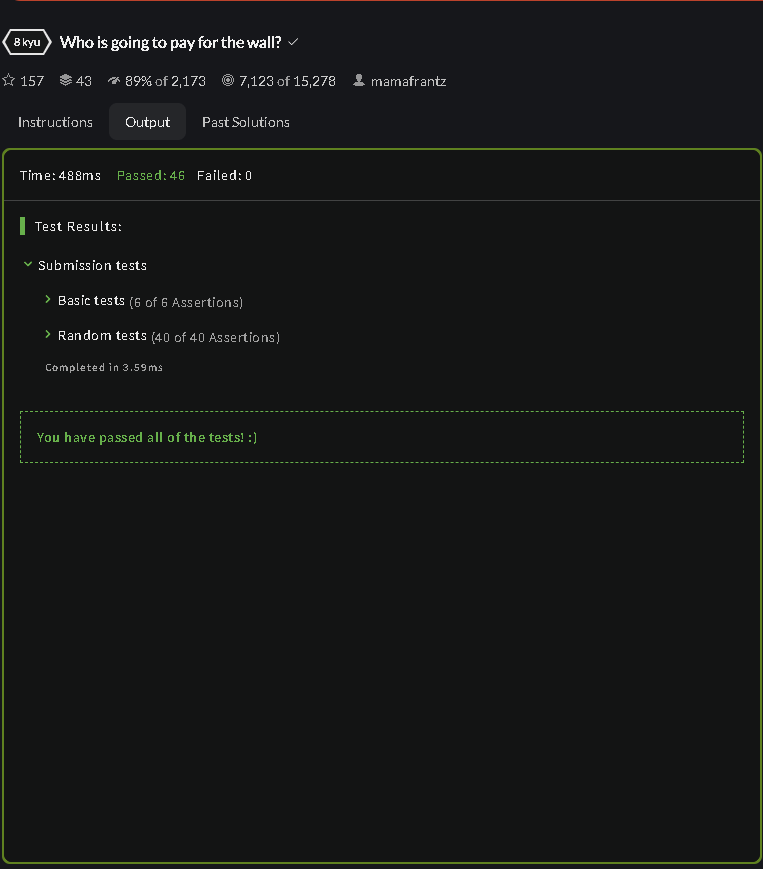 8 kyu Who is going to pay for the wall?
157 43 89% of 2,173 7,123 of 15,278 mamafrantz
Instructions Output Past Solutions
Time: 488ms Passed: 46 Failed: 0
Test Results:
Submission tests
Basic tests (6 of 6 Assertions)
Random tests (40 of 40 Assertions)
Completed in 3.59ms
You have passed all of the tests! :)